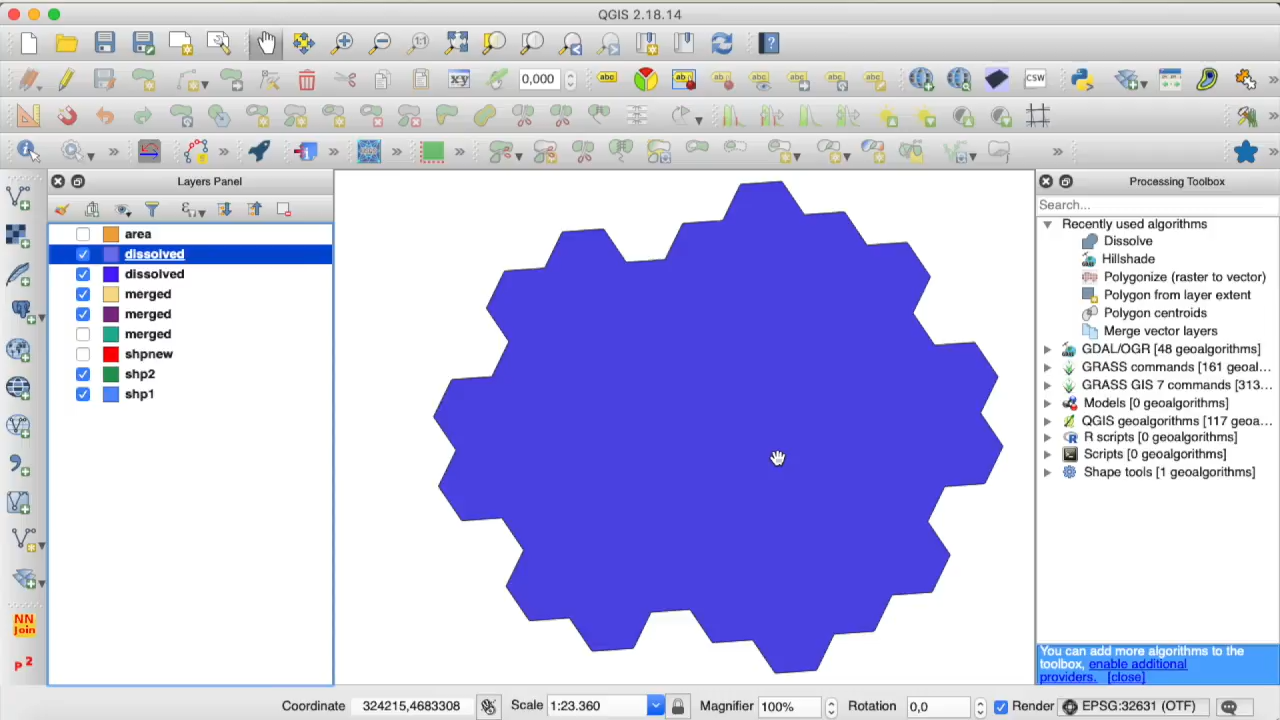 QGIS 2.18.14
0,000
abc
CSW
Layers Panel
area
dissolved
dissolved
merged
merged
merged
shpnew
shp2
shp1
NN
Join
P 2
Processing Toolbox
Search...
Recently used algorithms
Dissolve
Hillshade
Polygonize (raster to vector)
Polygon from layer extent
Polygon centroids
Merge vector layers
GDAL/OGR [48 geoalgorithms]
GRASS commands [161 geoal...
GRASS GIS 7 commands [313...
Models [0 geoalgorithms]
QGIS geoalgorithms [117 geoa...
R scripts [0 geoalgorithms]
Scripts [0 geoalgorithms]
Shape tools [1 geoalgorithms]
You can add more algorithms to the
toolbox, enable additional
providers. [close]
Coordinate 324215,4683308 Scale 1:23.360 Magnifier 100% Rotation 0,0 Render EPSG:32631 (OTF)